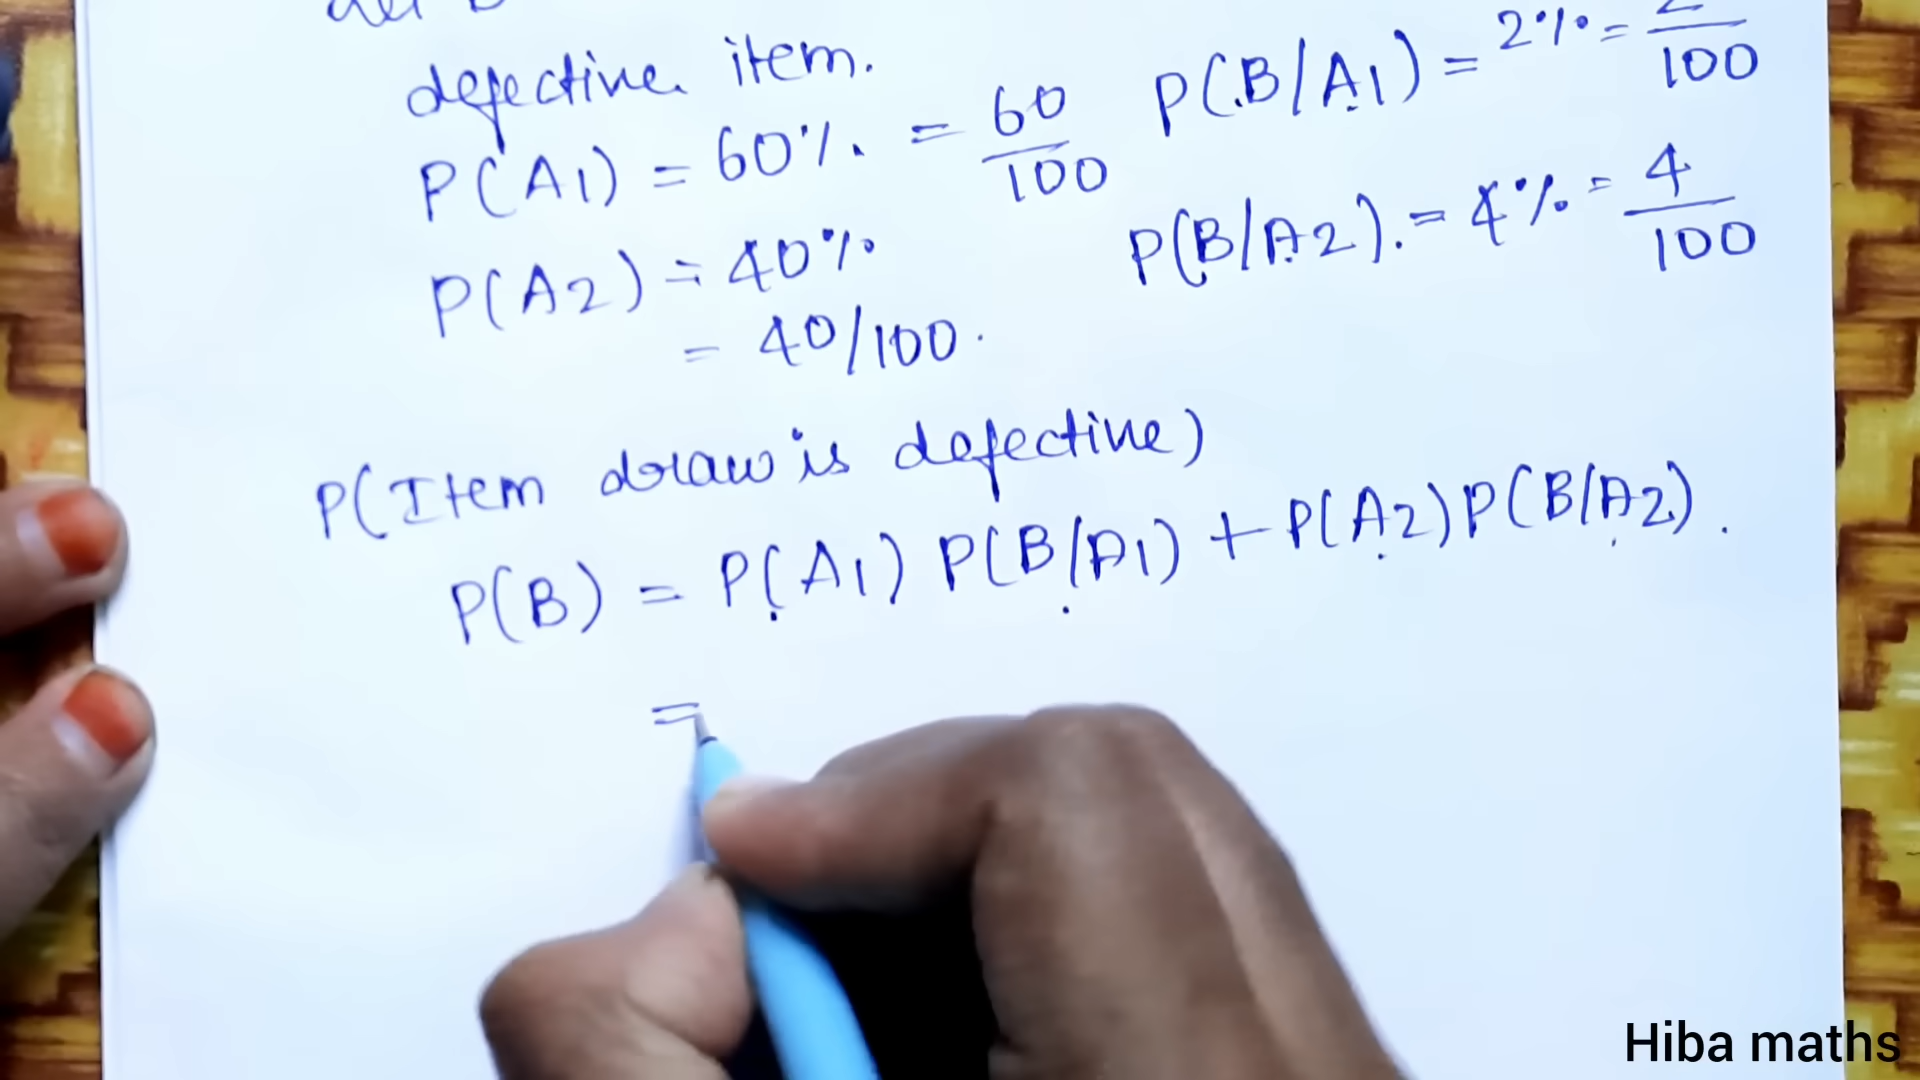 defective item.
P(A1) = 60% = 60/100
P(B/A1) = 2% = 2/100
P(A2) = 40%
= 40/100.
P(B/A2). = 4% = 4/100
P(Item draw is defective)
P(B) = P(A1) P(B/A1) + P(A2) P(B/A2).
=
Hiba maths